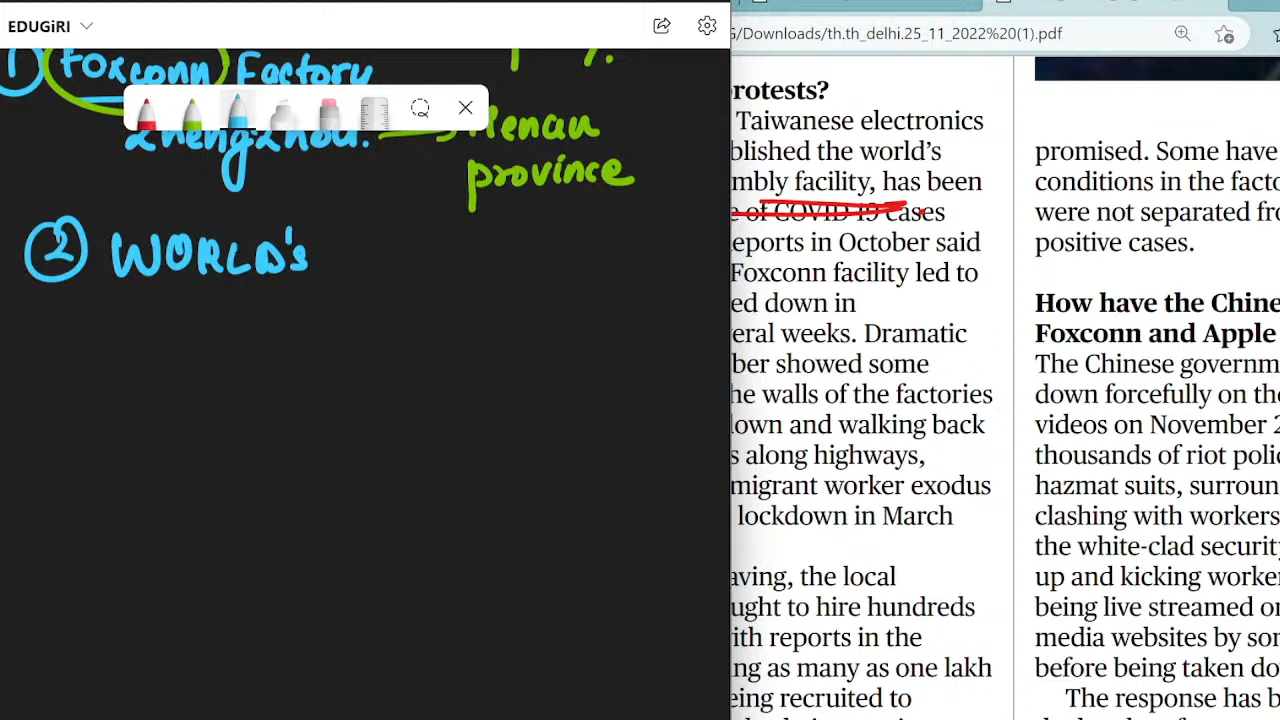 EDUGiRi
/Downloads/th.th_delhi.25_11_2022%20(1).pdf
1 Foxconn Factory
Zhengzhou. Henan
province
2 WORLD's
rotests?
Taiwanese electronics
blished the world's
mbly facility, has been
e of COVID-19 cases
eports in October said
Foxconn facility led to
ed down in
veral weeks. Dramatic
ber showed some
he walls of the factories
down and walking back
s along highways,
migrant worker exodus
lockdown in March
aving, the local
ught to hire hundreds
ith reports in the
ng as many as one lakh
eing recruited to
promised. Some have
conditions in the facto
were not separated fro
positive cases.
How have the Chine
Foxconn and Apple
The Chinese governm
down forcefully on the
videos on November 2
thousands of riot polic
hazmat suits, surroun
clashing with workers
the white-clad security
up and kicking worke
being live streamed on
media websites by son
before being taken do
The response has b